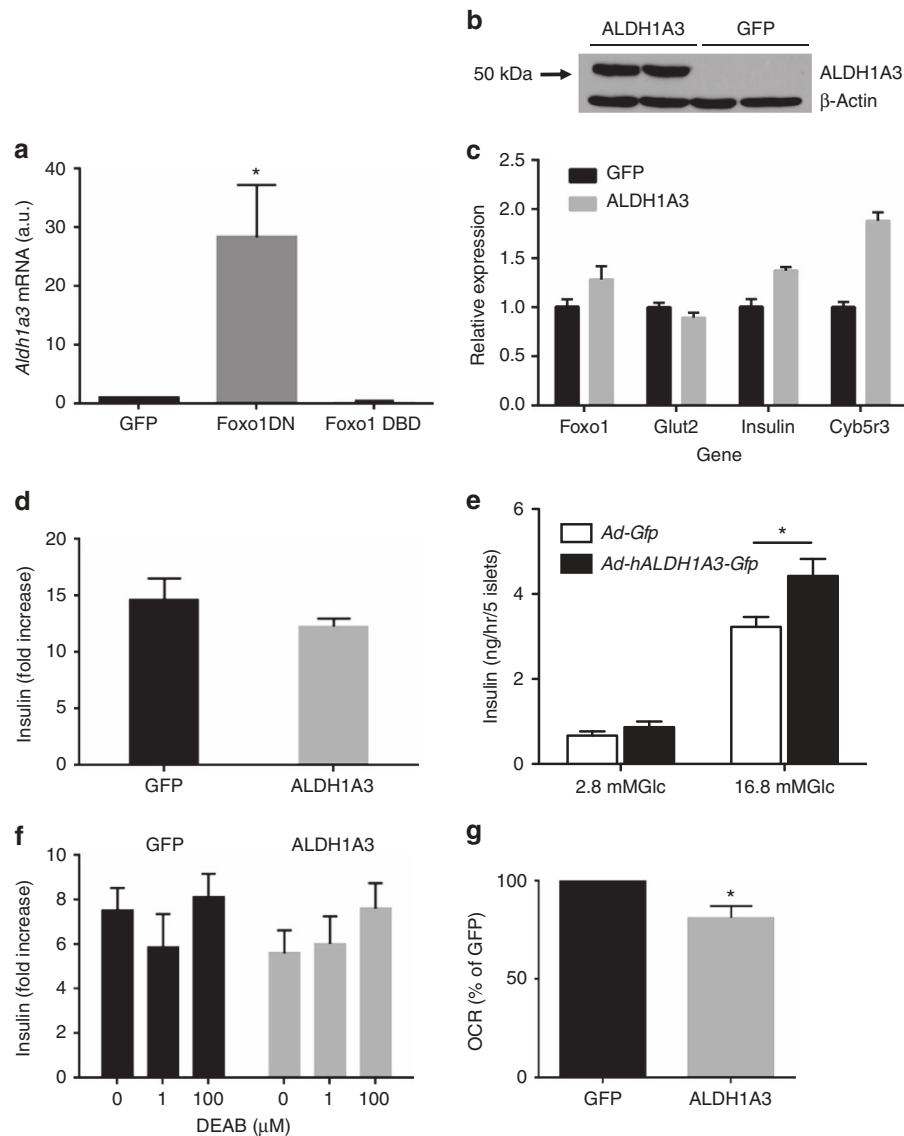 b
ALDH1A3 GFP
50 kDa
ALDH1A3
β-Actin
a
Aldh1a3 mRNA (a.u.)
40
30
20
10
0
*
GFP Foxo1DN Foxo1 DBD
c
Relative expression
2.5
2.0
1.5
1.0
0.5
0.0
GFP
ALDH1A3
Foxo1 Glut2 Insulin Cyb5r3
Gene
d
Insulin (fold increase)
20
15
10
5
0
GFP ALDH1A3
e
Insulin (ng/hr/5 islets)
6
4
2
0
Ad-Gfp
Ad-hALDH1A3-Gfp
*
2.8 mMGlc 16.8 mMGlc
f
Insulin (fold increase)
10
8
6
4
2
0
GFP ALDH1A3
0 1 100 0 1 100
DEAB (μM)
g
OCR (% of GFP)
100
50
0
*
GFP ALDH1A3